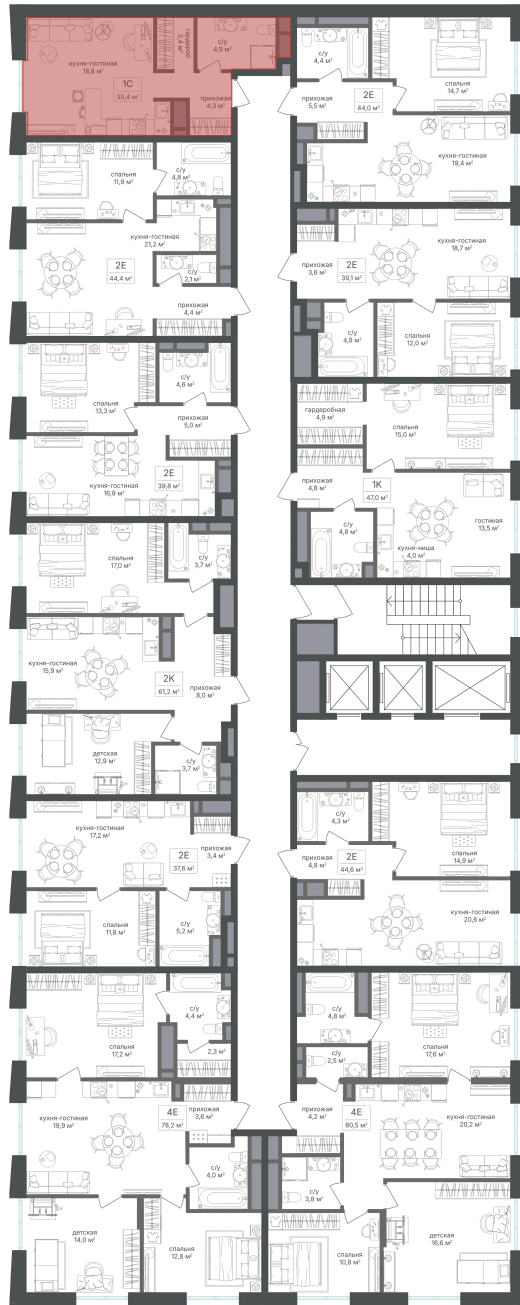 кухня-гостиная
18,8 м²
1С
30,4 м²
гардероб
2,4 м²
с/у
4,9 м²
прихожая
4,3 м²
с/у
4,4 м²
прихожая
5,5 м²
2Е
44,0 м²
спальня
14,7 м²
кухня-гостиная
19,4 м²
спальня
11,9 м²
с/у
4,8 м²
кухня-гостиная
21,2 м²
2Е
44,4 м²
с/у
2,1 м²
прихожая
4,4 м²
кухня-гостиная
18,7 м²
прихожая
3,6 м²
2Е
39,1 м²
с/у
4,8 м²
спальня
12,0 м²
спальня
13,3 м²
с/у
4,6 м²
прихожая
5,0 м²
кухня-гостиная
16,9 м²
2Е
39,8 м²
гардеробная
4,9 м²
спальня
15,0 м²
прихожая
4,8 м²
1К
47,0 м²
с/у
4,8 м²
кухня-ниша
4,0 м²
гостиная
13,5 м²
спальня
17,0 м²
с/у
3,7 м²
кухня-гостиная
15,9 м²
2К
61,2 м²
прихожая
8,0 м²
детская
12,9 м²
с/у
3,7 м²
кухня-гостиная
17,2 м²
2Е
37,6 м²
прихожая
3,4 м²
спальня
11,8 м²
с/у
5,2 м²
с/у
4,3 м²
прихожая
4,8 м²
2Е
44,6 м²
спальня
14,9 м²
кухня-гостиная
20,6 м²
спальня
17,2 м²
с/у
4,4 м²
2,3 м²
с/у
4,8 м²
с/у
2,5 м²
спальня
17,6 м²
кухня-гостиная
19,9 м²
4Е
78,2 м²
прихожая
3,6 м²
с/у
4,0 м²
детская
14,0 м²
спальня
12,8 м²
прихожая
4,2 м²
4Е
80,5 м²
кухня-гостиная
20,2 м²
с/у
3,8 м²
спальня
10,8 м²
детская
16,6 м²